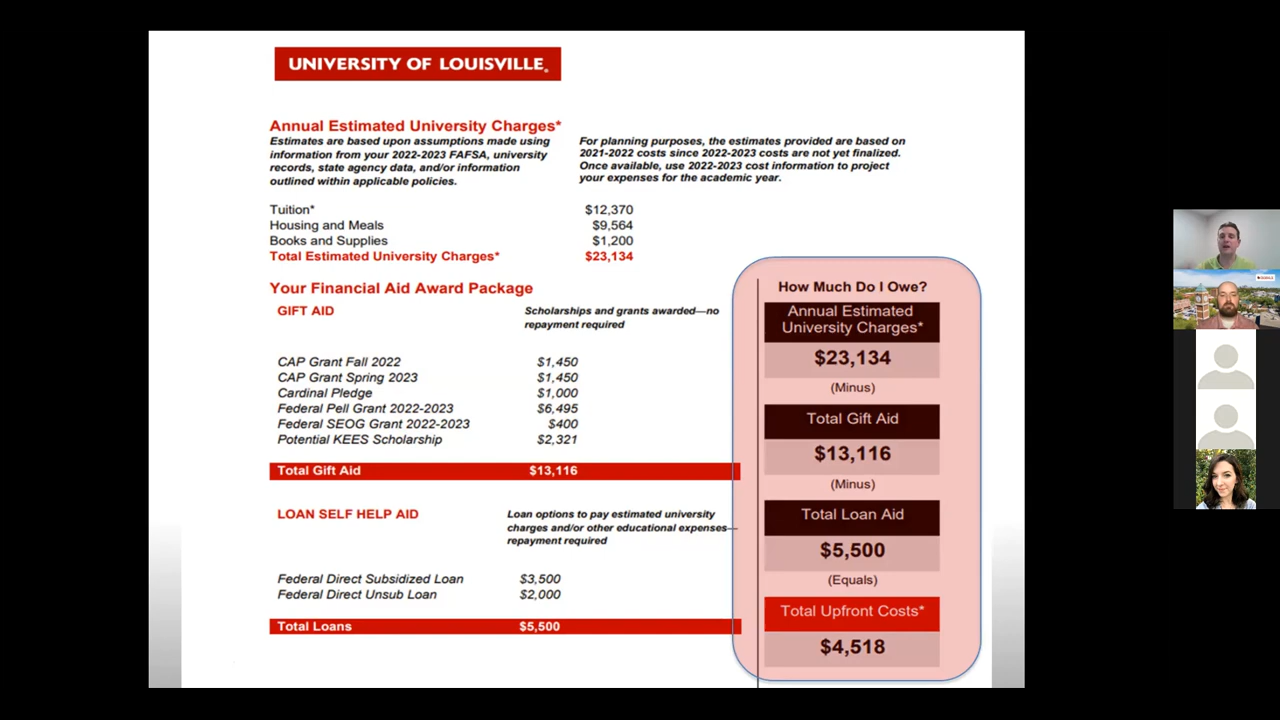 UNIVERSITY OF LOUISVILLE.
Annual Estimated University Charges*
Estimates are based upon assumptions made using
information from your 2022-2023 FAFSA, university
records, state agency data, and/or information
outlined within applicable policies.
For planning purposes, the estimates provided are based on
2021-2022 costs since 2022-2023 costs are not yet finalized.
Once available, use 2022-2023 cost information to project
your expenses for the academic year.
Tuition* $12,370
Housing and Meals $9,564
Books and Supplies $1,200
Total Estimated University Charges* $23,134
Your Financial Aid Award Package
GIFT AID
Scholarships and grants awarded—no
repayment required
CAP Grant Fall 2022 $1,450
CAP Grant Spring 2023 $1,450
Cardinal Pledge $1,000
Federal Pell Grant 2022-2023 $6,495
Federal SEOG Grant 2022-2023 $400
Potential KEES Scholarship $2,321
Total Gift Aid $13,116
LOAN SELF HELP AID
Loan options to pay estimated university
charges and/or other educational expenses—
repayment required
Federal Direct Subsidized Loan $3,500
Federal Direct Unsub Loan $2,000
Total Loans $5,500
How Much Do I Owe?
Annual Estimated
University Charges*
$23,134
(Minus)
Total Gift Aid
$13,116
(Minus)
Total Loan Aid
$5,500
(Equals)
Total Upfront Costs*
$4,518